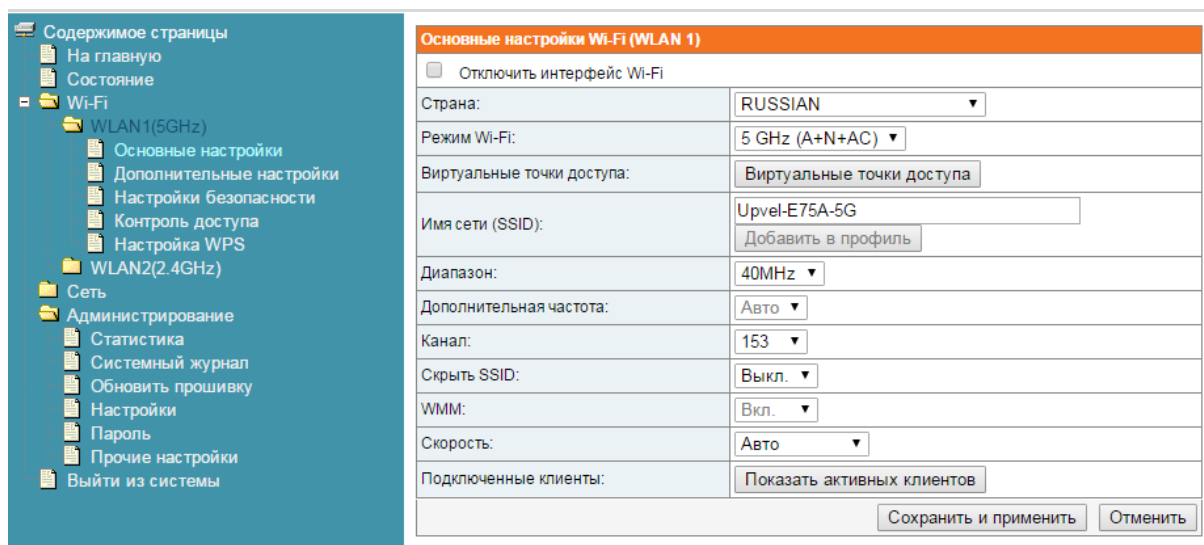 Содержимое страницы
На главную
Состояние
Wi-Fi
WLAN1(5GHz)
Основные настройки
Дополнительные настройки
Настройки безопасности
Контроль доступа
Настройка WPS
WLAN2(2.4GHz)
Сеть
Администрирование
Статистика
Системный журнал
Обновить прошивку
Настройки
Пароль
Прочие настройки
Выйти из системы
Основные настройки Wi-Fi (WLAN 1)
Отключить интерфейс Wi-Fi
Страна: RUSSIAN
Режим Wi-Fi: 5 GHz (A+N+AC)
Виртуальные точки доступа: Виртуальные точки доступа
Имя сети (SSID): Upvel-E75A-5G
Добавить в профиль
Диапазон: 40MHz
Дополнительная частота: Авто
Канал: 153
Скрыть SSID: Выкл.
WMM: Вкл.
Скорость: Авто
Подключенные клиенты: Показать активных клиентов
Сохранить и применить Отменить